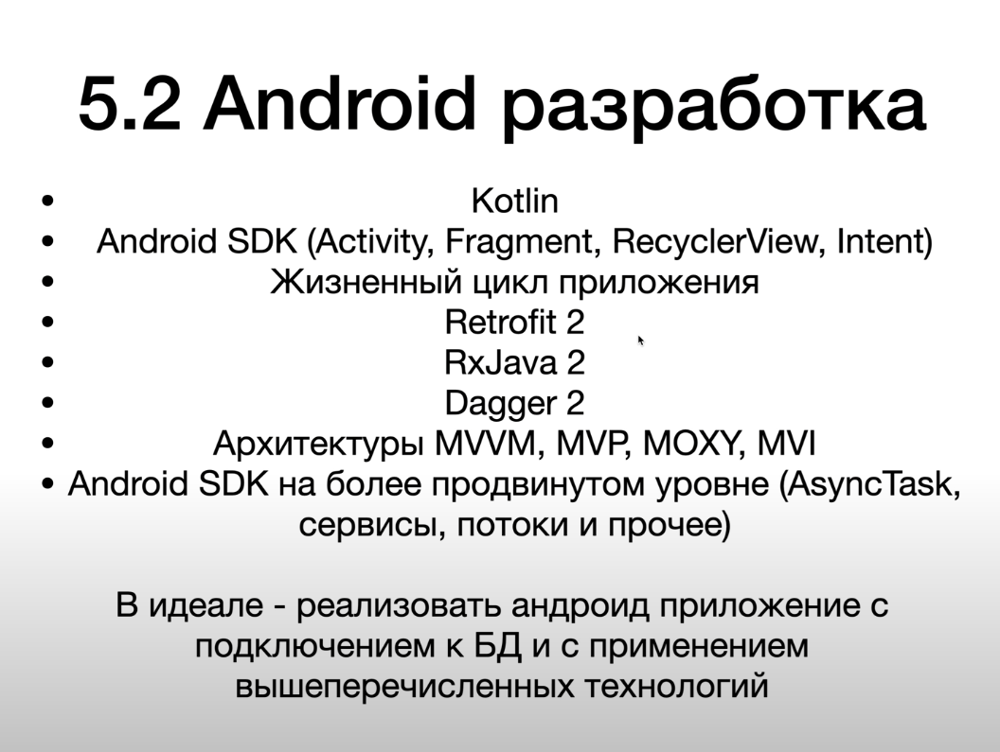 5.2 Android разработка
• Kotlin
• Android SDK (Activity, Fragment, RecyclerView, Intent)
• Жизненный цикл приложения
• Retrofit 2
• RxJava 2
• Dagger 2
• Архитектуры MVVM, MVP, MOXY, MVI
• Android SDK на более продвинутом уровне (AsyncTask,
сервисы, потоки и прочее)
В идеале - реализовать андроид приложение с
подключением к БД и с применением
вышеперечисленных технологий